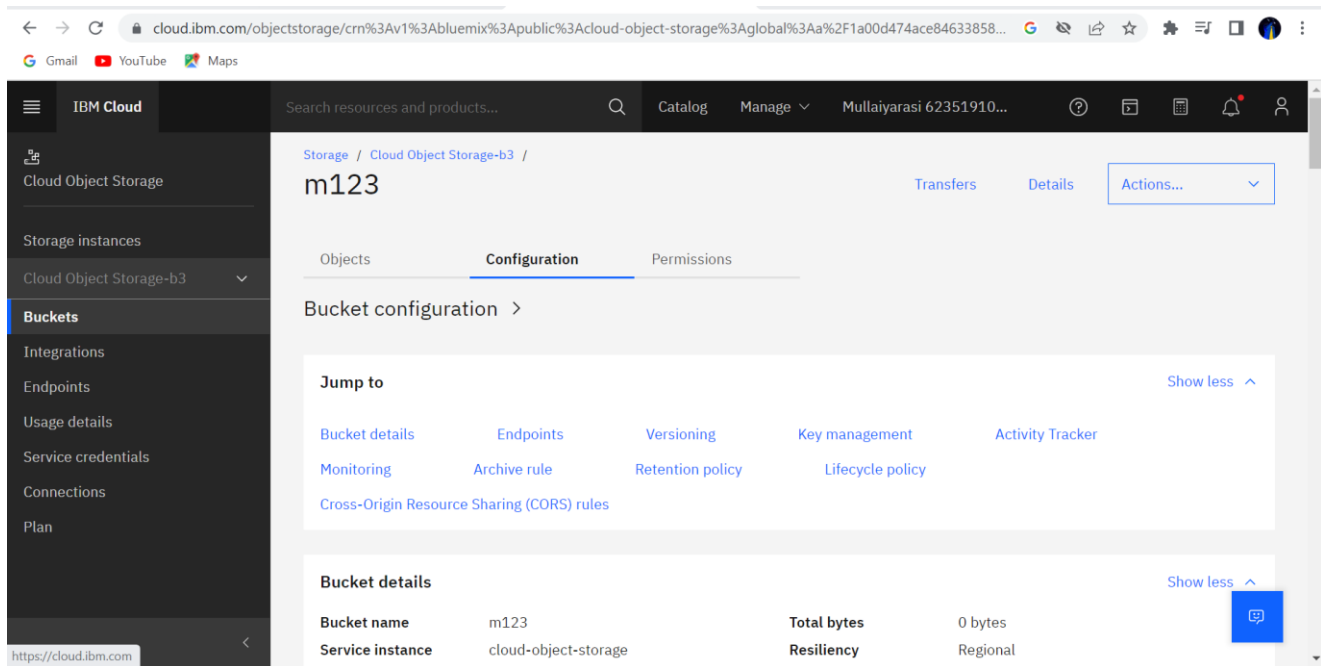 cloud.ibm.com/objectstorage/crn%3Av1%3Abluemix%3Apublic%3Acloud-object-storage%3Aglobal%3Aa%2F1a00d474ace84633858...
Gmail YouTube Maps
IBM Cloud Search resources and products... Catalog Manage Mullaiyarasi 62351910...
Cloud Object Storage
Storage instances
Cloud Object Storage-b3
Buckets
Integrations
Endpoints
Usage details
Service credentials
Connections
Plan
https://cloud.ibm.com
Storage / Cloud Object Storage-b3 /
m123
Transfers Details Actions...
Objects Configuration Permissions
Bucket configuration >
Jump to Show less
Bucket details Endpoints Versioning Key management Activity Tracker
Monitoring Archive rule Retention policy Lifecycle policy
Cross-Origin Resource Sharing (CORS) rules
Bucket details Show less
Bucket name m123 Total bytes 0 bytes
Service instance cloud-object-storage Resiliency Regional